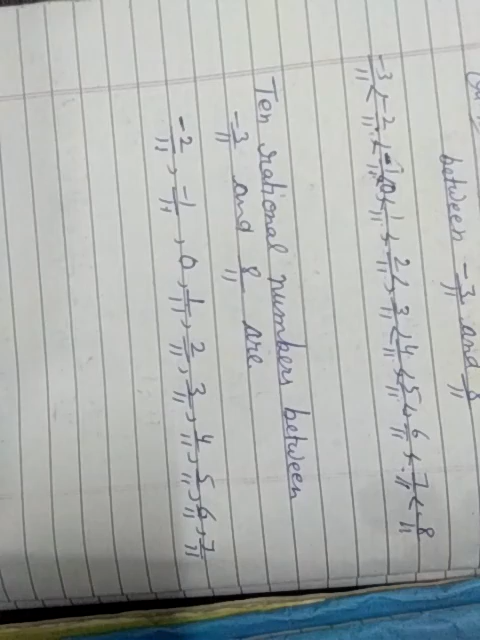 between -3/11 and 8/11
-3/11 < -2/11 < -1/11 < 0 < 1/11 < 2/11 < 3/11 < 4/11 < 5/11 < 6/11 < 7/11 < 8/11
Ten rational numbers between
-3/11 and 8/11 are
-2/11, -1/11, 0, 1/11, 2/11, 3/11, 4/11, 5/11, 6/11, 7/11